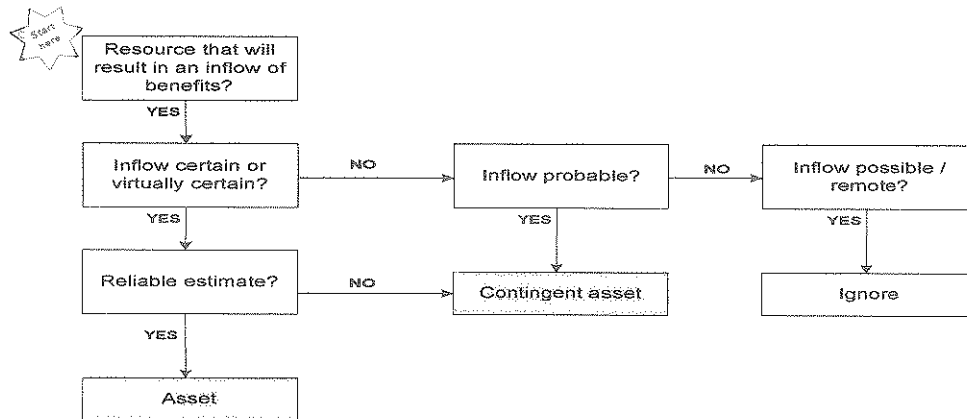 Start
here
Resource that will
result in an inflow of
benefits?
YES
Inflow certain or
virtually certain?
NO
Inflow probable?
NO
Inflow possible /
remote?
YES
YES
YES
Reliable estimate?
NO
Contingent asset
Ignore
YES
Asset